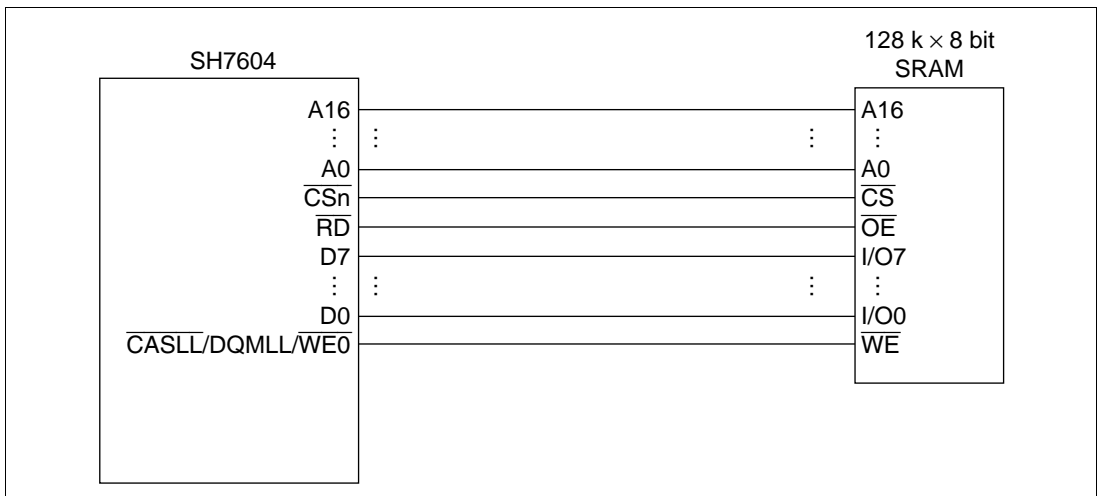 SH7604
A16
⋮
A0
CSn
RD
D7
⋮
D0
CASLL/DQMLL/WE0
⋮ ⋮
⋮ ⋮
128 k × 8 bit
SRAM
A16
⋮
A0
CS
OE
I/O7
⋮
I/O0
WE